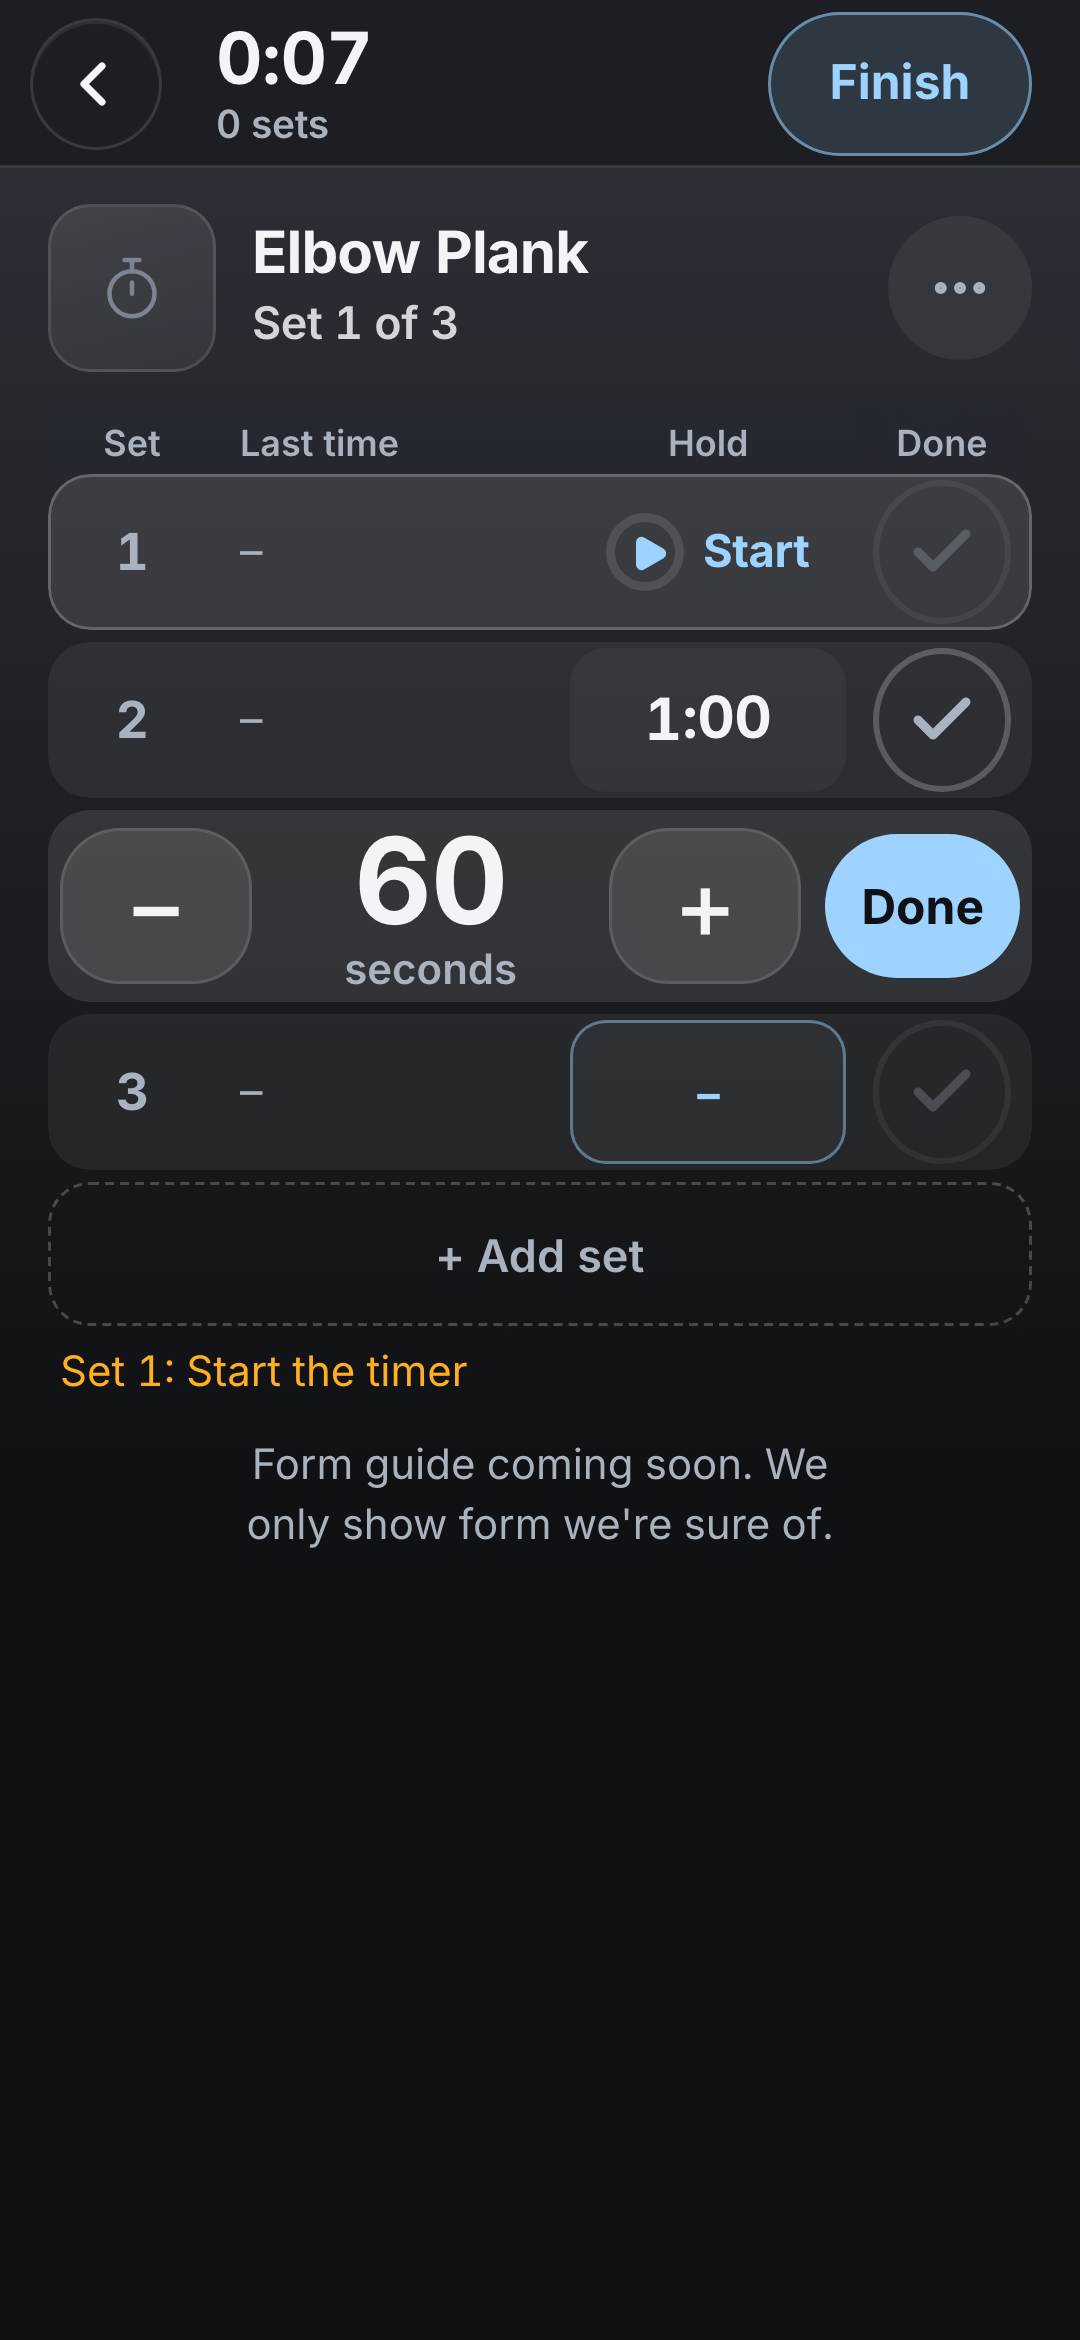 0:07
0 sets
Finish
Elbow Plank
Set 1 of 3
Set Last time Hold Done
1 – Start
2 – 1:00
− 60 + Done
seconds
3 – –
+ Add set
Set 1: Start the timer
Form guide coming soon. We
only show form we're sure of.